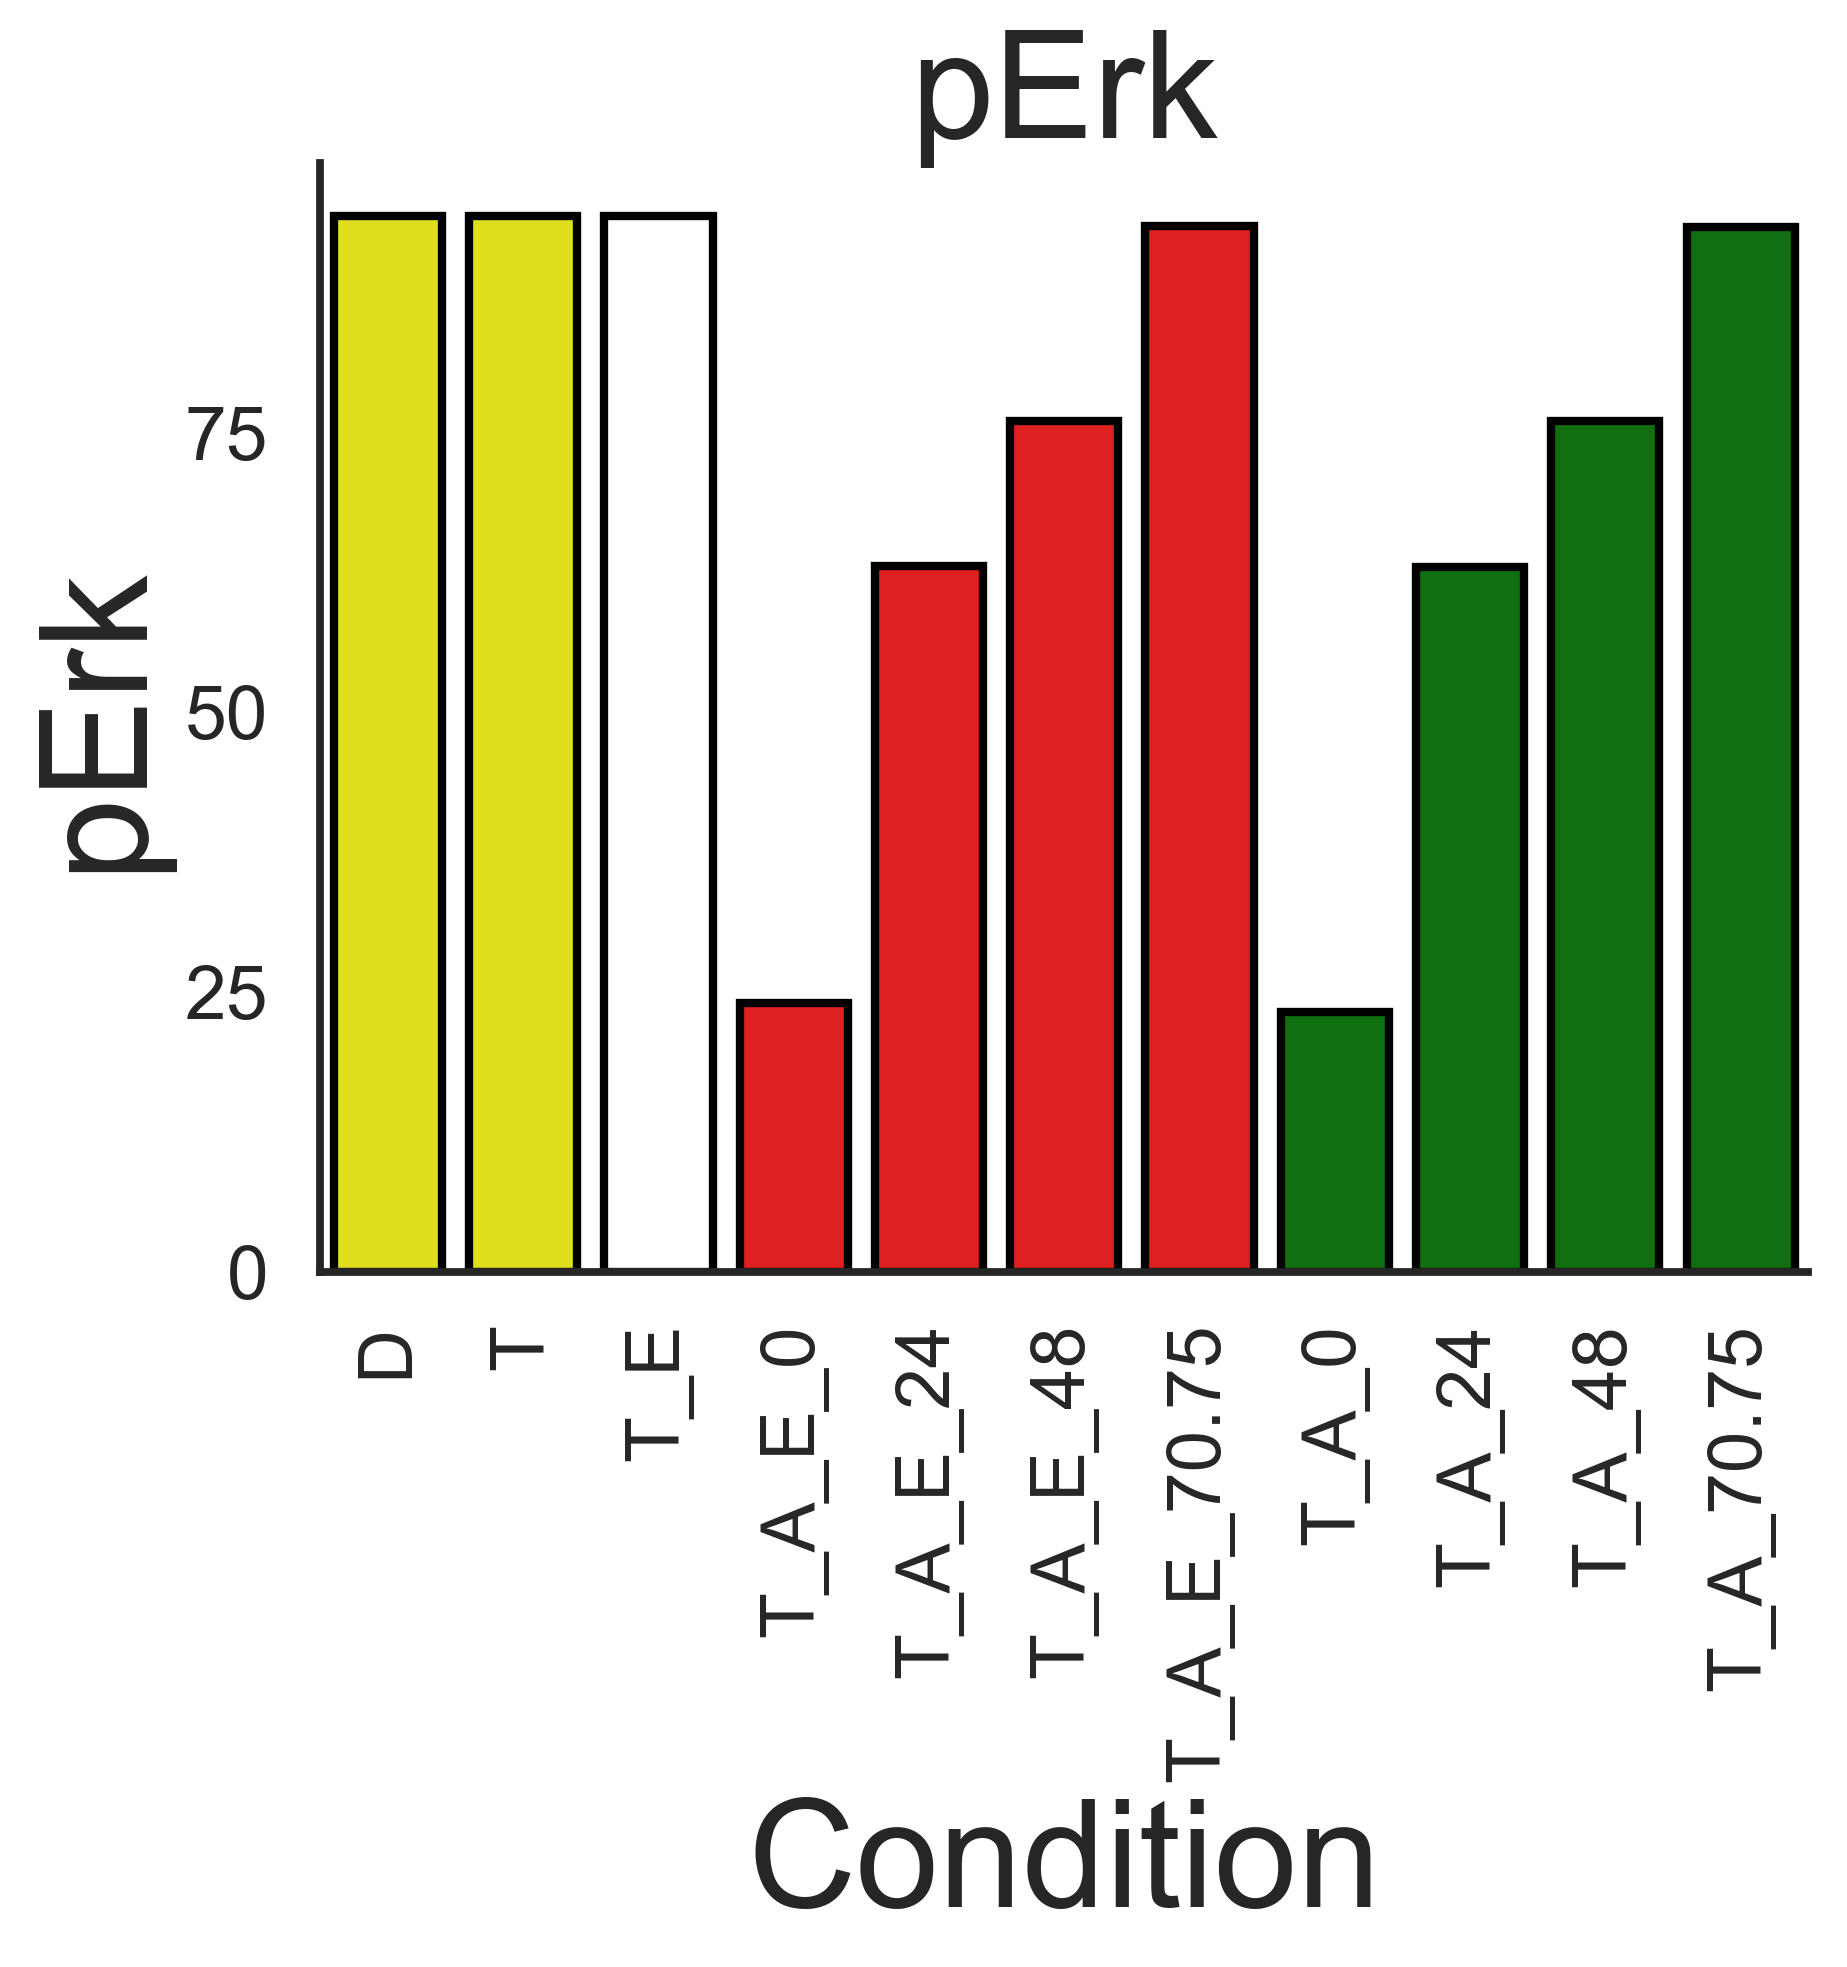 pErk
pErk
75
50
25
0
D
T
T_E
T_A_E_0
T_A_E_24
T_A_E_48
T_A_E_70.75
T_A_0
T_A_24
T_A_48
T_A_70.75
Condition